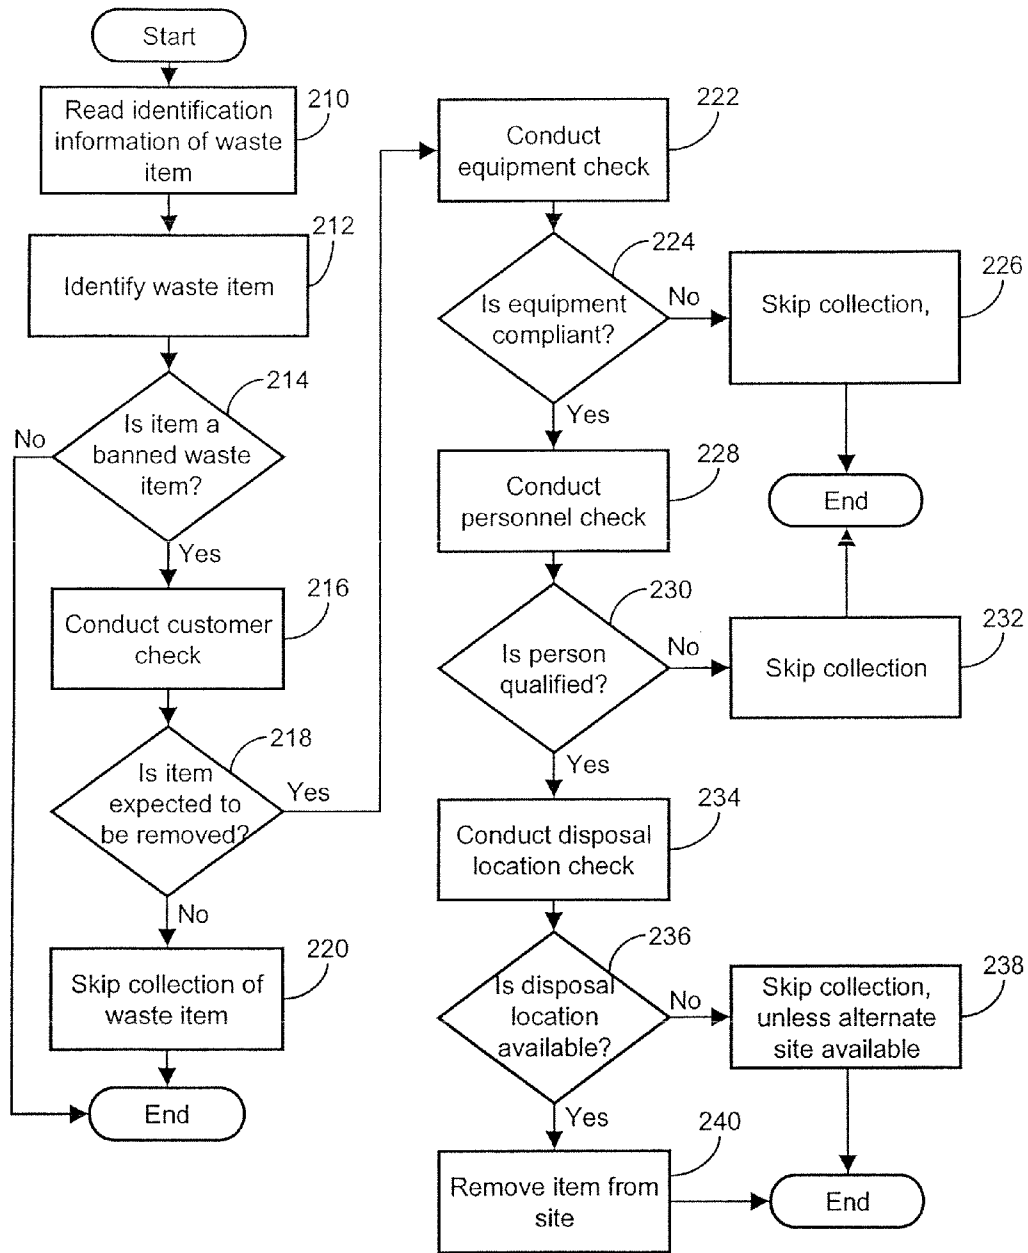 Start
Read identification
information of waste
item
210
Identify waste item
212
Is item a
banned waste
item?
214
No
Yes
Conduct customer
check
216
Is item
expected to
be removed?
218
Yes
No
Skip collection of
waste item
220
End
Conduct
equipment check
222
Is equipment
compliant?
224
No
Skip collection,
226
Yes
End
Conduct
personnel check
228
Is person
qualified?
230
No
Skip collection
232
Yes
Conduct disposal
location check
234
Is disposal
location
available?
236
No
Skip collection,
unless alternate
site available
238
Yes
Remove item from
site
240
End